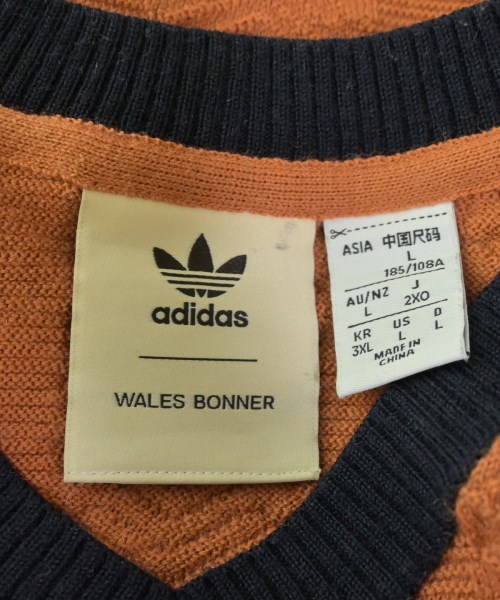 adidas
WALES BONNER
ASIA 中国尺码
L
185/108A
AU/NZ J
L 2XO
KR US D
3XL L L
MADE IN
CHINA